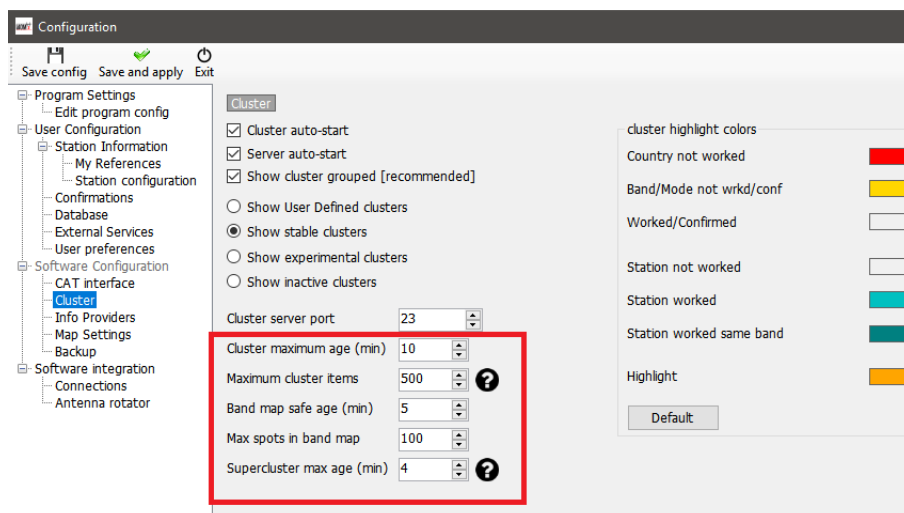 Configuration
Save config Save and apply Exit
Program Settings
Edit program config
User Configuration
Station Information
My References
Station configuration
Confirmations
Database
External Services
User preferences
Software Configuration
CAT interface
Cluster
Info Providers
Map Settings
Backup
Software integration
Connections
Antenna rotator
Cluster
Cluster auto-start
Server auto-start
Show cluster grouped [recommended]
Show User Defined clusters
Show stable clusters
Show experimental clusters
Show inactive clusters
Cluster server port 23
Cluster maximum age (min) 10
Maximum cluster items 500 ?
Band map safe age (min) 5
Max spots in band map 100
Supercluster max age (min) 4 ?
cluster highlight colors
Country not worked
Band/Mode not wrkd/conf
Worked/Confirmed
Station not worked
Station worked
Station worked same band
Highlight
Default